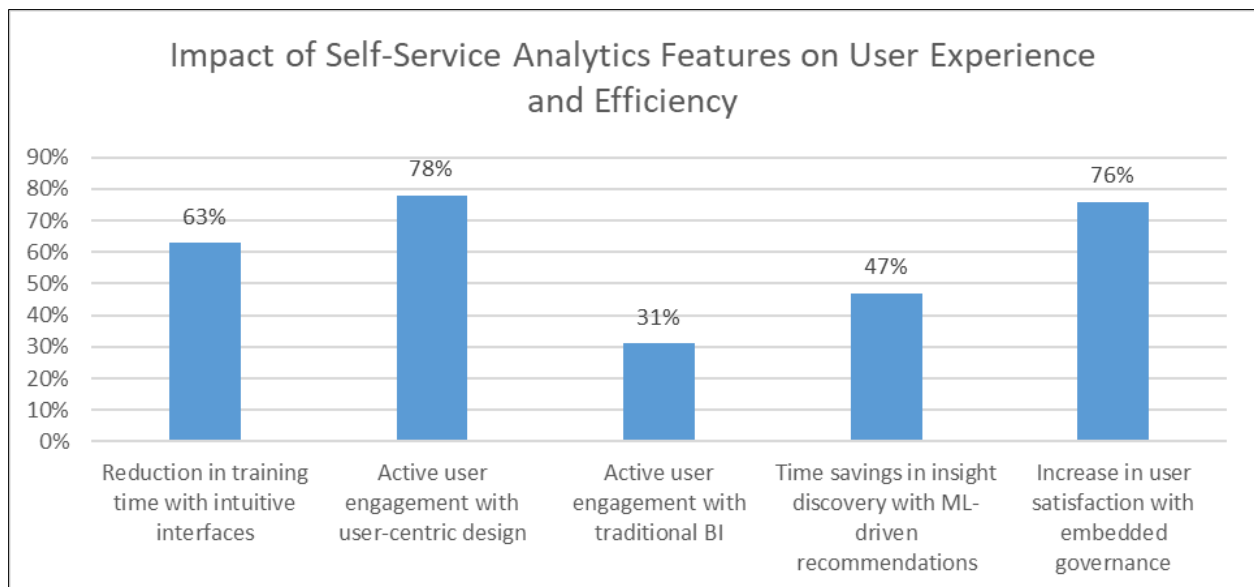 Impact of Self-Service Analytics Features on User Experience
and Efficiency
90%
80%
70%
60%
50%
40%
30%
20%
10%
0%
63%
78%
31%
47%
76%
Reduction in training
time with intuitive
interfaces
Active user
engagement with
user-centric design
Active user
engagement with
traditional BI
Time savings in insight
discovery with ML-
driven
recommendations
Increase in user
satisfaction with
embedded
governance